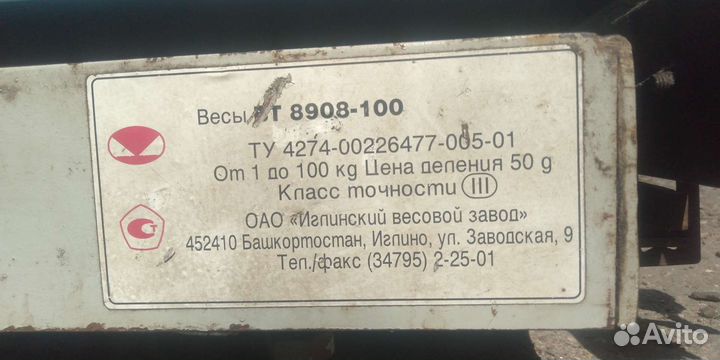 Весы ВТ 8908-100
ТУ 4274-00226477-005-01
От 1 до 100 kg Цена деления 50 g
Класс точности III
ОАО «Иглинский весовой завод»
452410 Башкортостан, Иглино, ул. Заводская, 9
Тел./факс (34795) 2-25-01
Avito